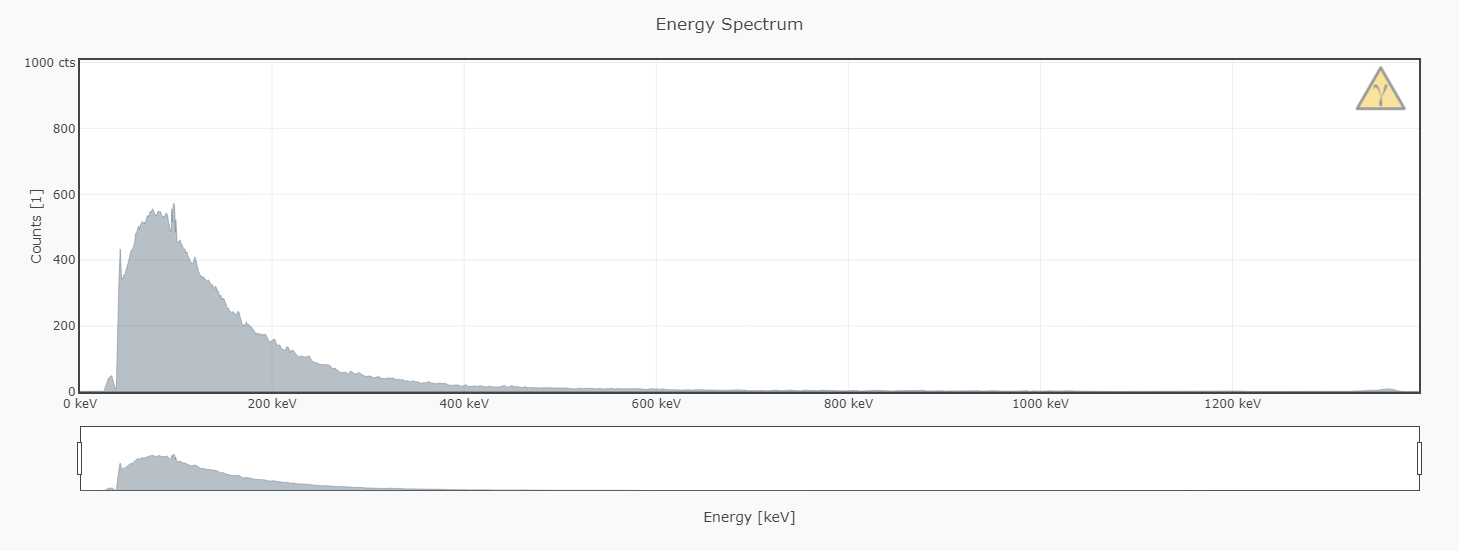 Energy Spectrum
1000 cts
800
600
400
200
0
Counts [1]
γ
0 keV 200 keV 400 keV 600 keV 800 keV 1000 keV 1200 keV
Energy [keV]